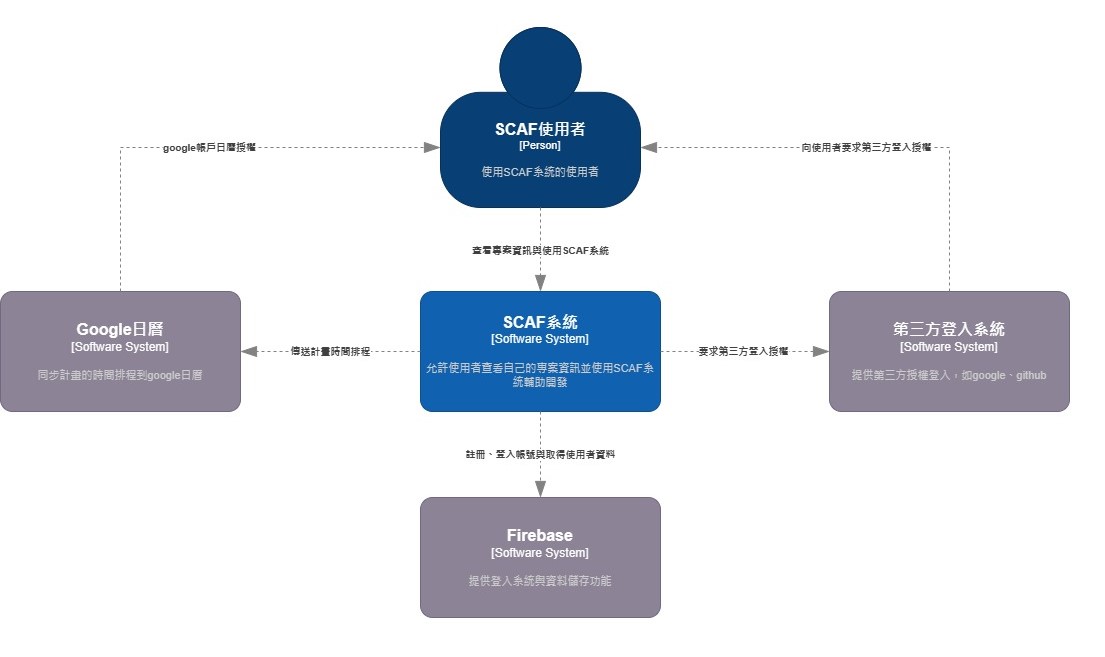 SCAF使用者
[Person]
使用SCAF系統的使用者
google帳戶日曆授權
向使用者要求第三方登入授權
查看專案資訊與使用SCAF系統
Google日曆
[Software System]
同步計畫的時間排程到google日曆
傳送計畫時間排程
SCAF系統
[Software System]
允許使用者查看自己的專案資訊並使用SCAF系
統輔助開發
要求第三方登入授權
第三方登入系統
[Software System]
提供第三方授權登入，如google、github
註冊、登入帳號與取得使用者資料
Firebase
[Software System]
提供登入系統與資料儲存功能